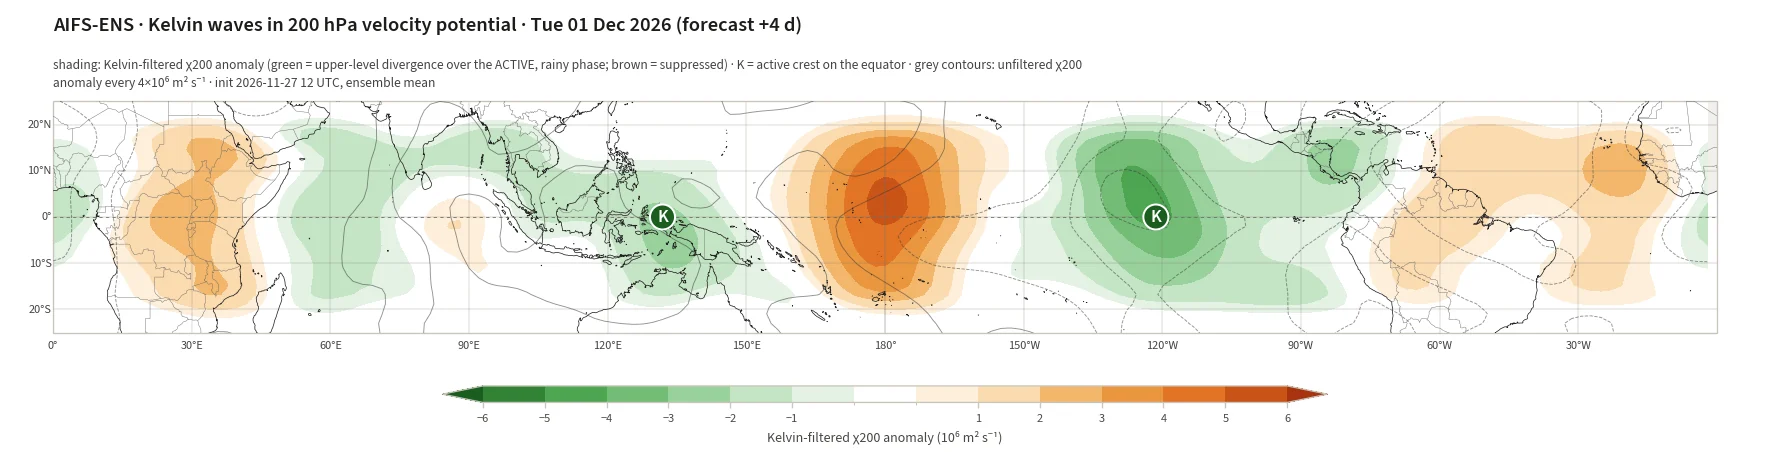 AIFS-ENS · Kelvin waves in 200 hPa velocity potential · Tue 01 Dec 2026 (forecast +4 d)
shading: Kelvin-filtered χ200 anomaly (green = upper-level divergence over the ACTIVE, rainy phase; brown = suppressed) · K = active crest on the equator · grey contours: unfiltered χ200
anomaly every 4×10⁶ m² s⁻¹ · init 2026-11-27 12 UTC, ensemble mean
20°N
10°N
0°
10°S
20°S
K
K
0°
30°E
60°E
90°E
120°E
150°E
180°
150°W
120°W
90°W
60°W
30°W
−6
−5
−4
−3
−2
−1
1
2
3
4
5
6
Kelvin-filtered χ200 anomaly (10⁶ m² s⁻¹)